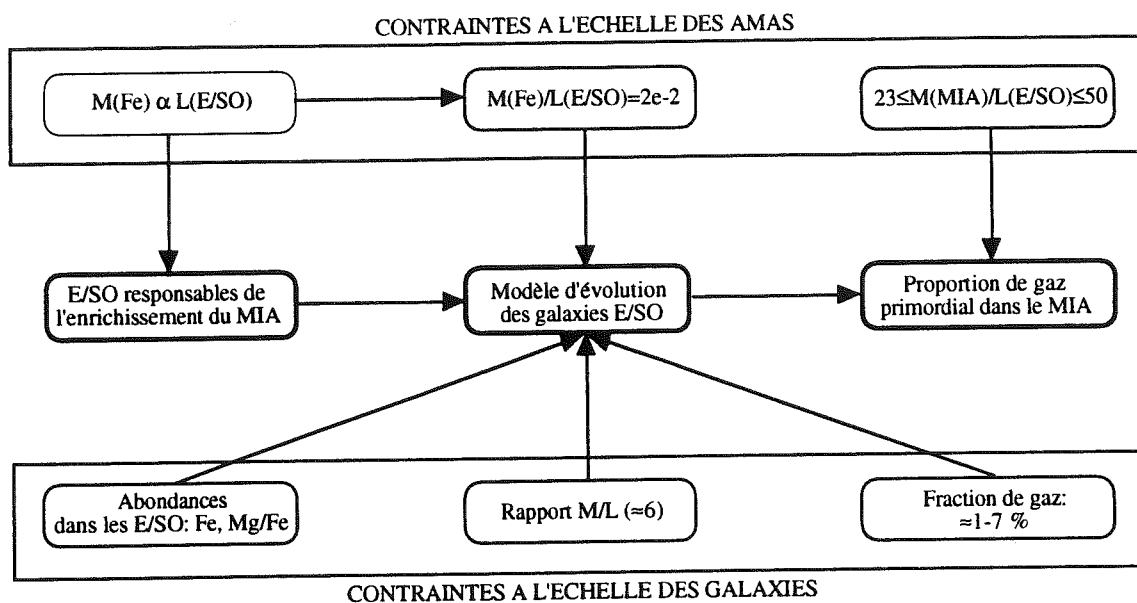 CONTRAINTES A L'ECHELLE DES AMAS
M(Fe) α L(E/SO)
M(Fe)/L(E/SO)=2e-2
23≤M(MIA)/L(E/SO)≤50
E/SO responsables de
l'enrichissement du MIA
Modèle d'évolution
des galaxies E/SO
Proportion de gaz
primordial dans le MIA
Abondances
dans les E/SO: Fe, Mg/Fe
Rapport M/L (≈6)
Fraction de gaz:
≈1-7 %
CONTRAINTES A L'ECHELLE DES GALAXIES